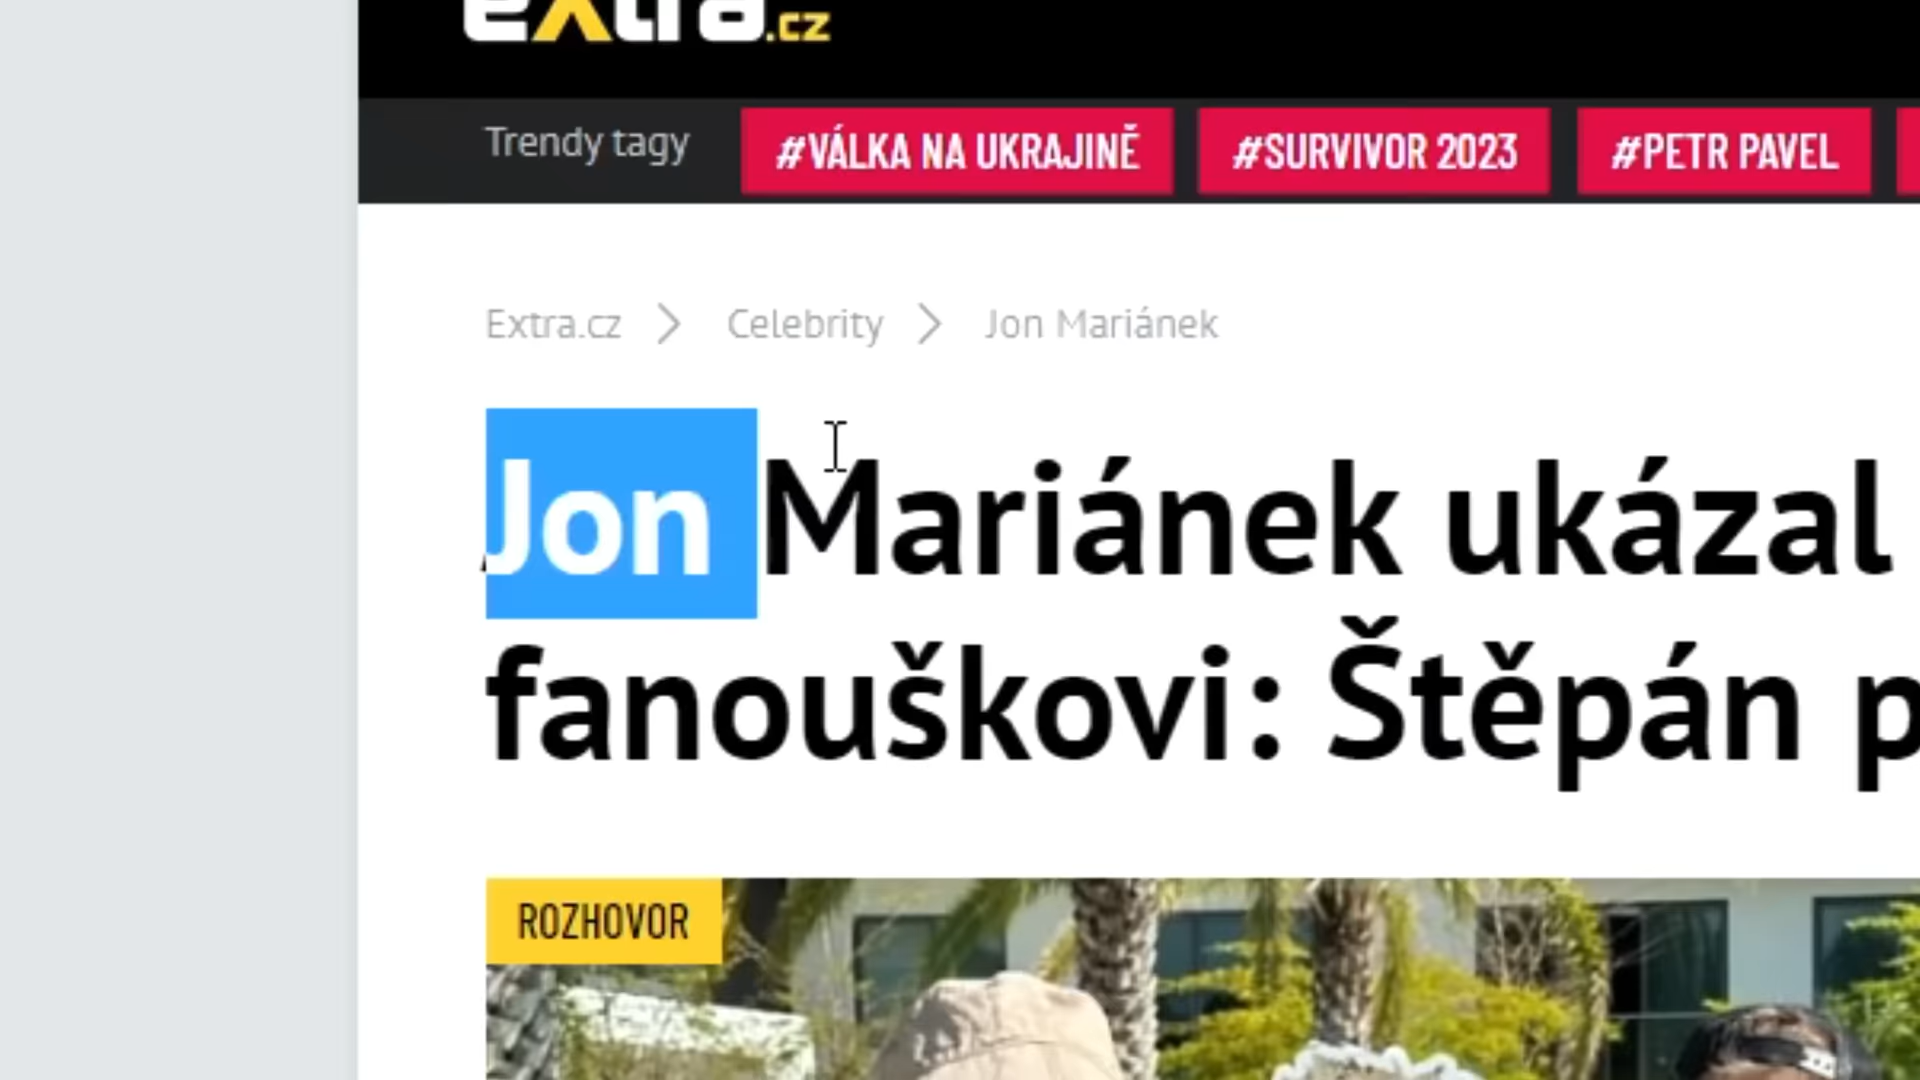 extra.cz
Trendy tagy #VÁLKA NA UKRAJINĚ #SURVIVOR 2023 #PETR PAVEL
Extra.cz > Celebrity > Jon Mariánek
Jon Mariánek ukázal
fanouškovi: Štěpán p
ROZHOVOR